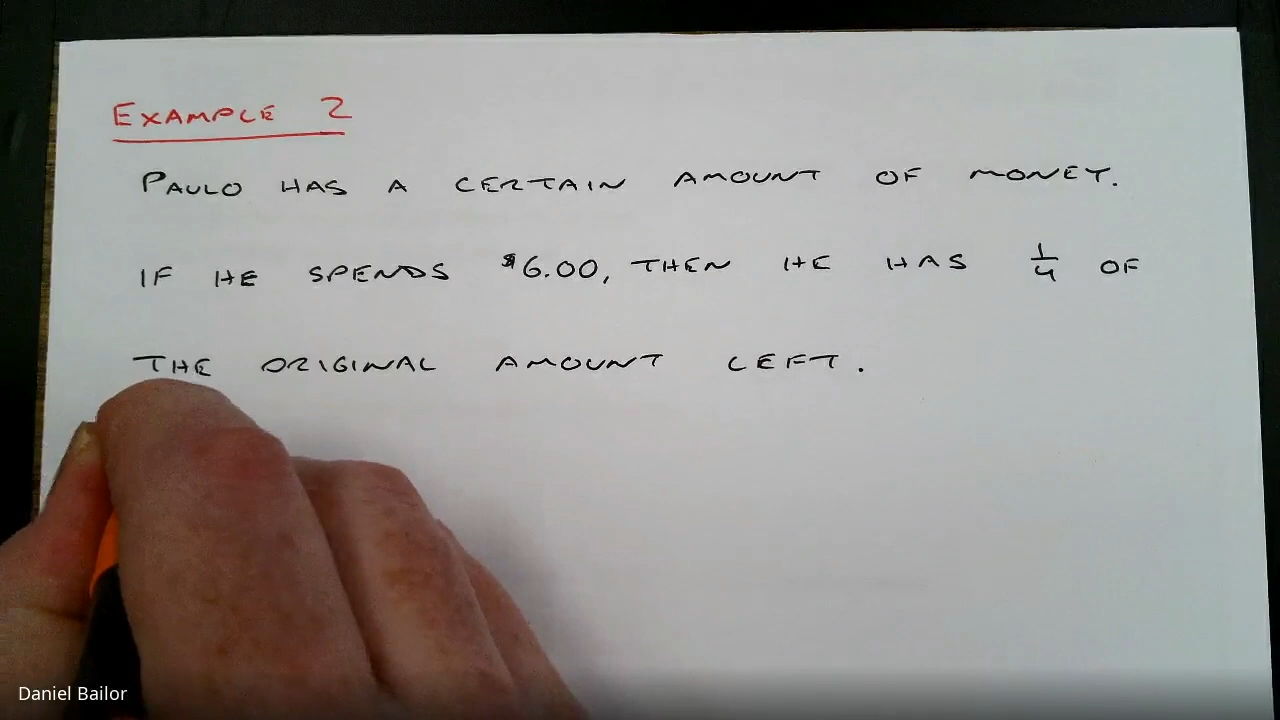 EXAMPLE 2
PAULO HAS A CERTAIN AMOUNT OF MONEY.
IF HE SPENDS $6.00, THEN HE HAS 1/4 OF
THE ORIGINAL AMOUNT LEFT.
Daniel Bailor